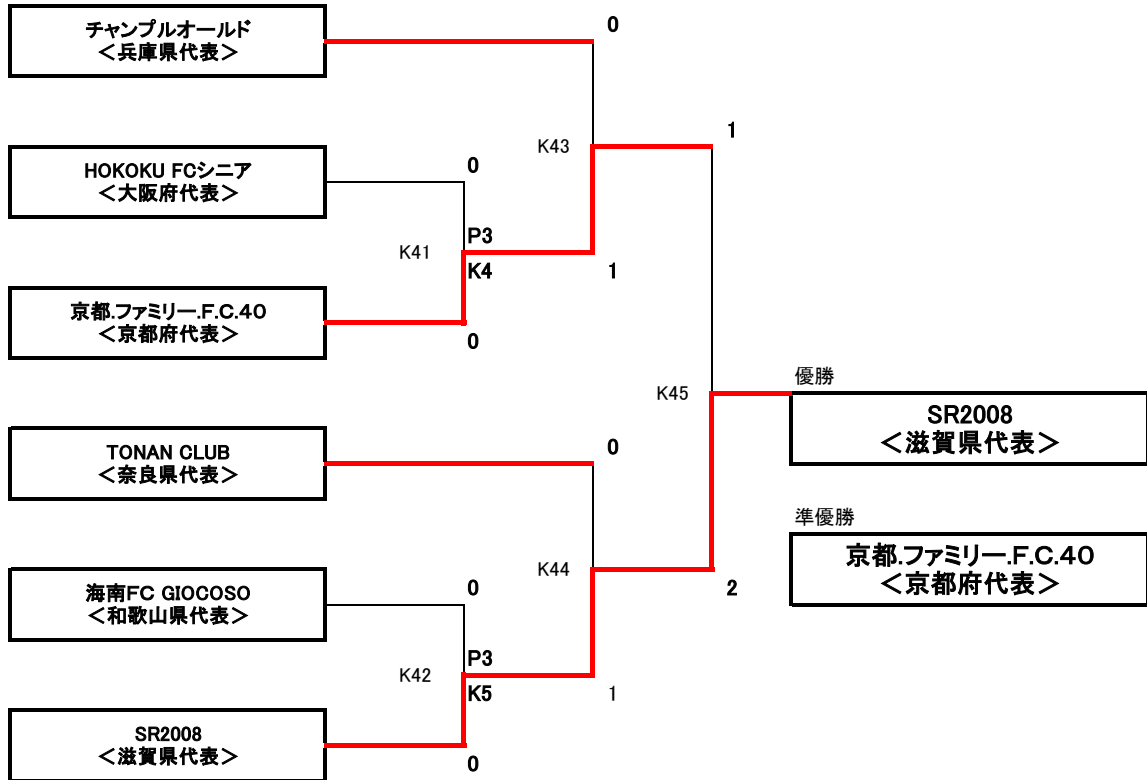 チャンプルオールド
<兵庫県代表>
0
HOKOKU FCシニア
<大阪府代表>
0
K43
1
K41
P3
K4
1
京都.ファミリー.F.C.40
<京都府代表>
0
K45
優勝
SR2008
<滋賀県代表>
TONAN CLUB
<奈良県代表>
0
準優勝
京都.ファミリー.F.C.40
<京都府代表>
海南FC GIOCOSO
<和歌山県代表>
0
K44
2
K42
P3
K5
1
SR2008
<滋賀県代表>
0